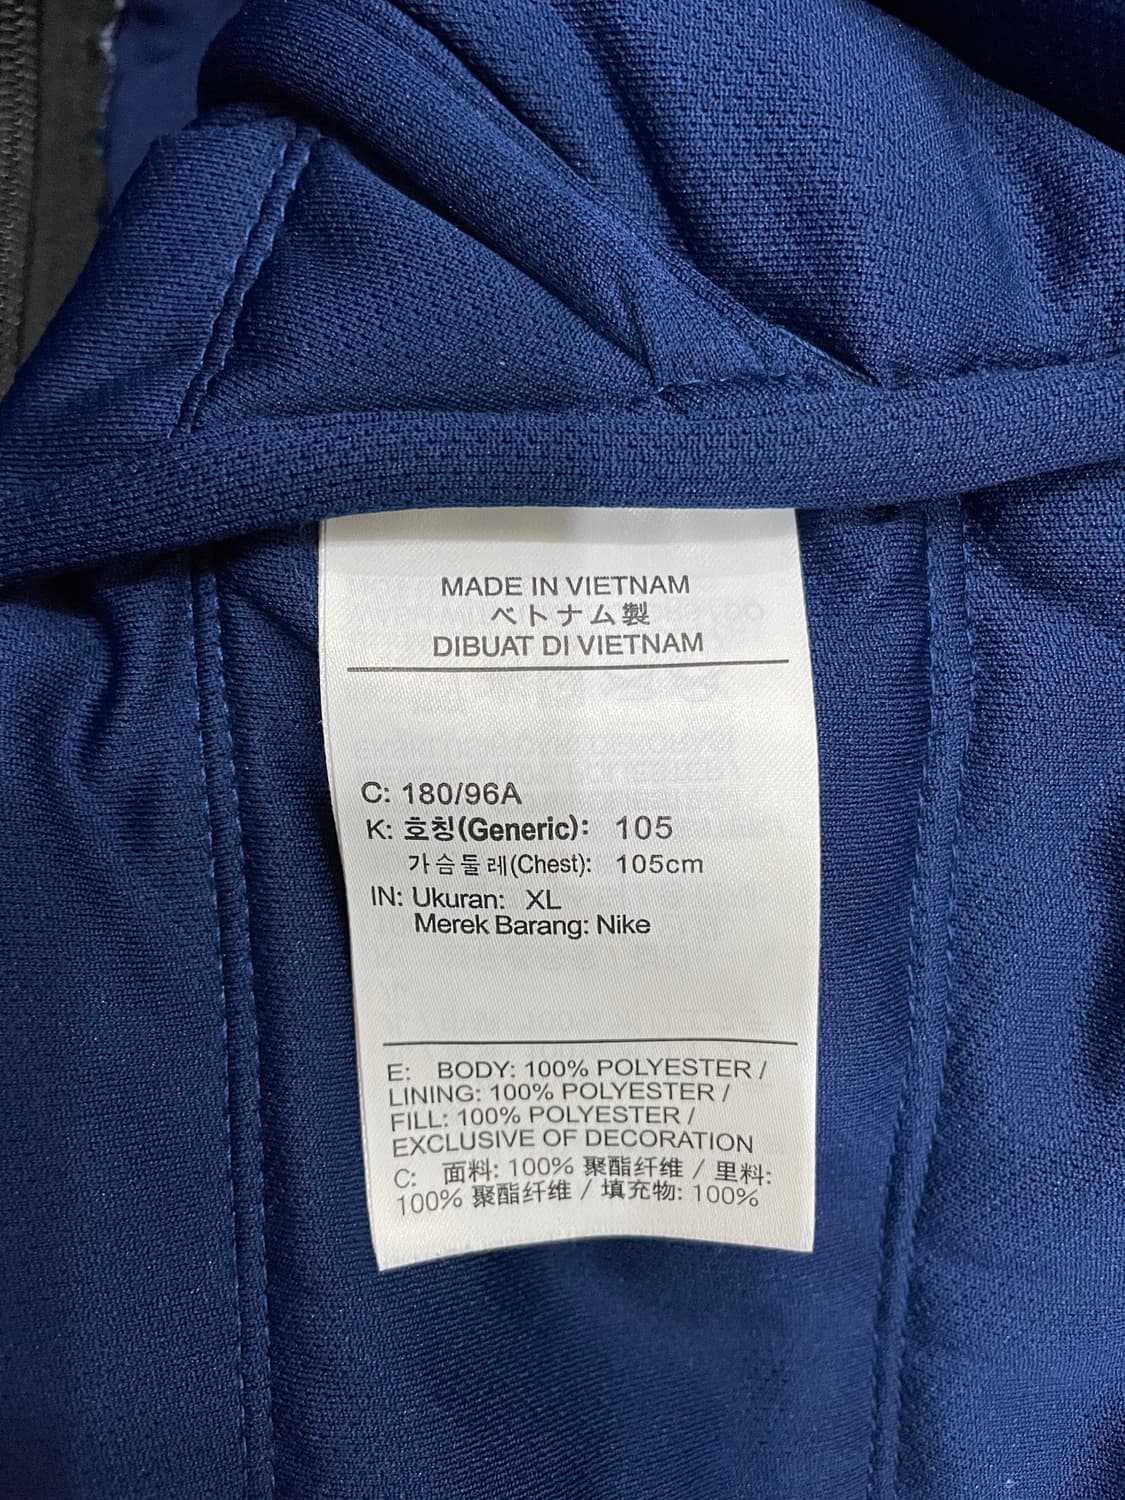 MADE IN VIETNAM
ベトナム製
DIBUAT DI VIETNAM
C: 180/96A
K: 호칭(Generic): 105
가슴둘레(Chest): 105cm
IN: Ukuran: XL
Merek Barang: Nike
E: BODY: 100% POLYESTER /
LINING: 100% POLYESTER /
FILL: 100% POLYESTER /
EXCLUSIVE OF DECORATION
C: 面料: 100% 聚酯纤维 / 里料:
100% 聚酯纤维 / 填充物: 100%